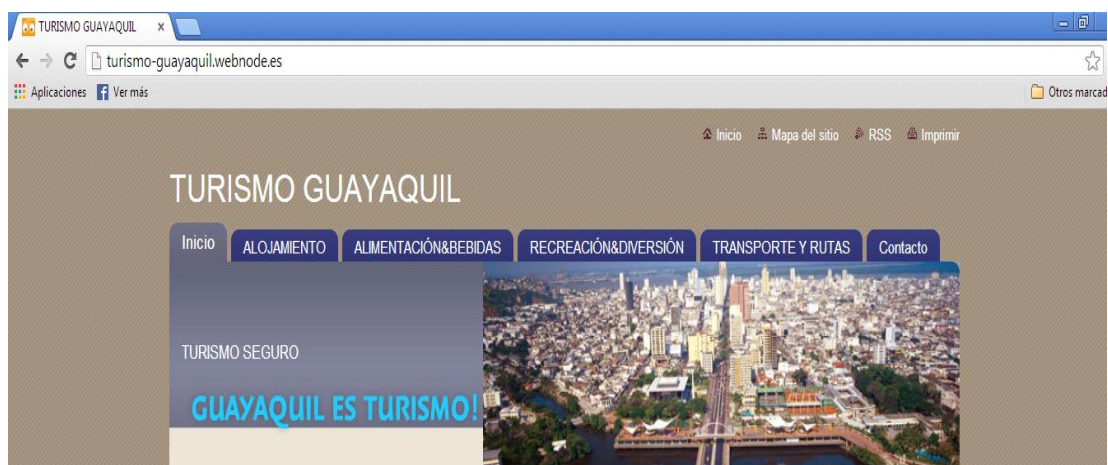 TURISMO GUAYAQUIL
turismo-guayaquil.webnode.es
Aplicaciones Ver más Otros marcad
Inicio Mapa del sitio RSS Imprimir
TURISMO GUAYAQUIL
Inicio ALOJAMIENTO ALIMENTACIÓN&BEBIDAS RECREACIÓN&DIVERSIÓN TRANSPORTE Y RUTAS Contacto
TURISMO SEGURO
GUAYAQUIL ES TURISMO!